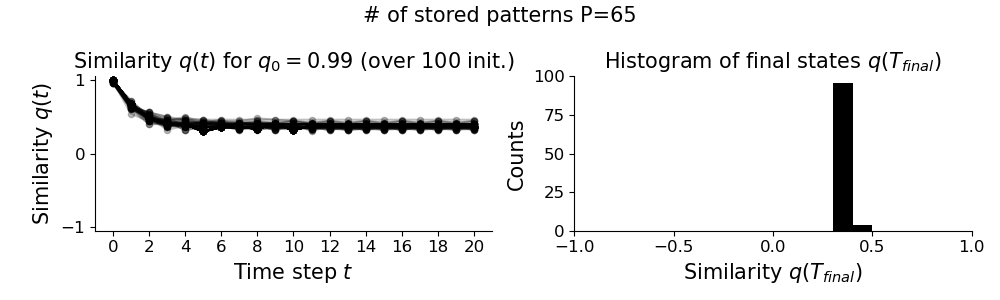 # of stored patterns P=65
Similarity q(t) for q₀ = 0.99 (over 100 init.)
1
0
−1
Similarity q(t)
0 2 4 6 8 10 12 14 16 18 20
Time step t
Histogram of final states q(T_final)
100
75
50
25
0
Counts
−1.0 −0.5 0.0 0.5 1.0
Similarity q(T_final)